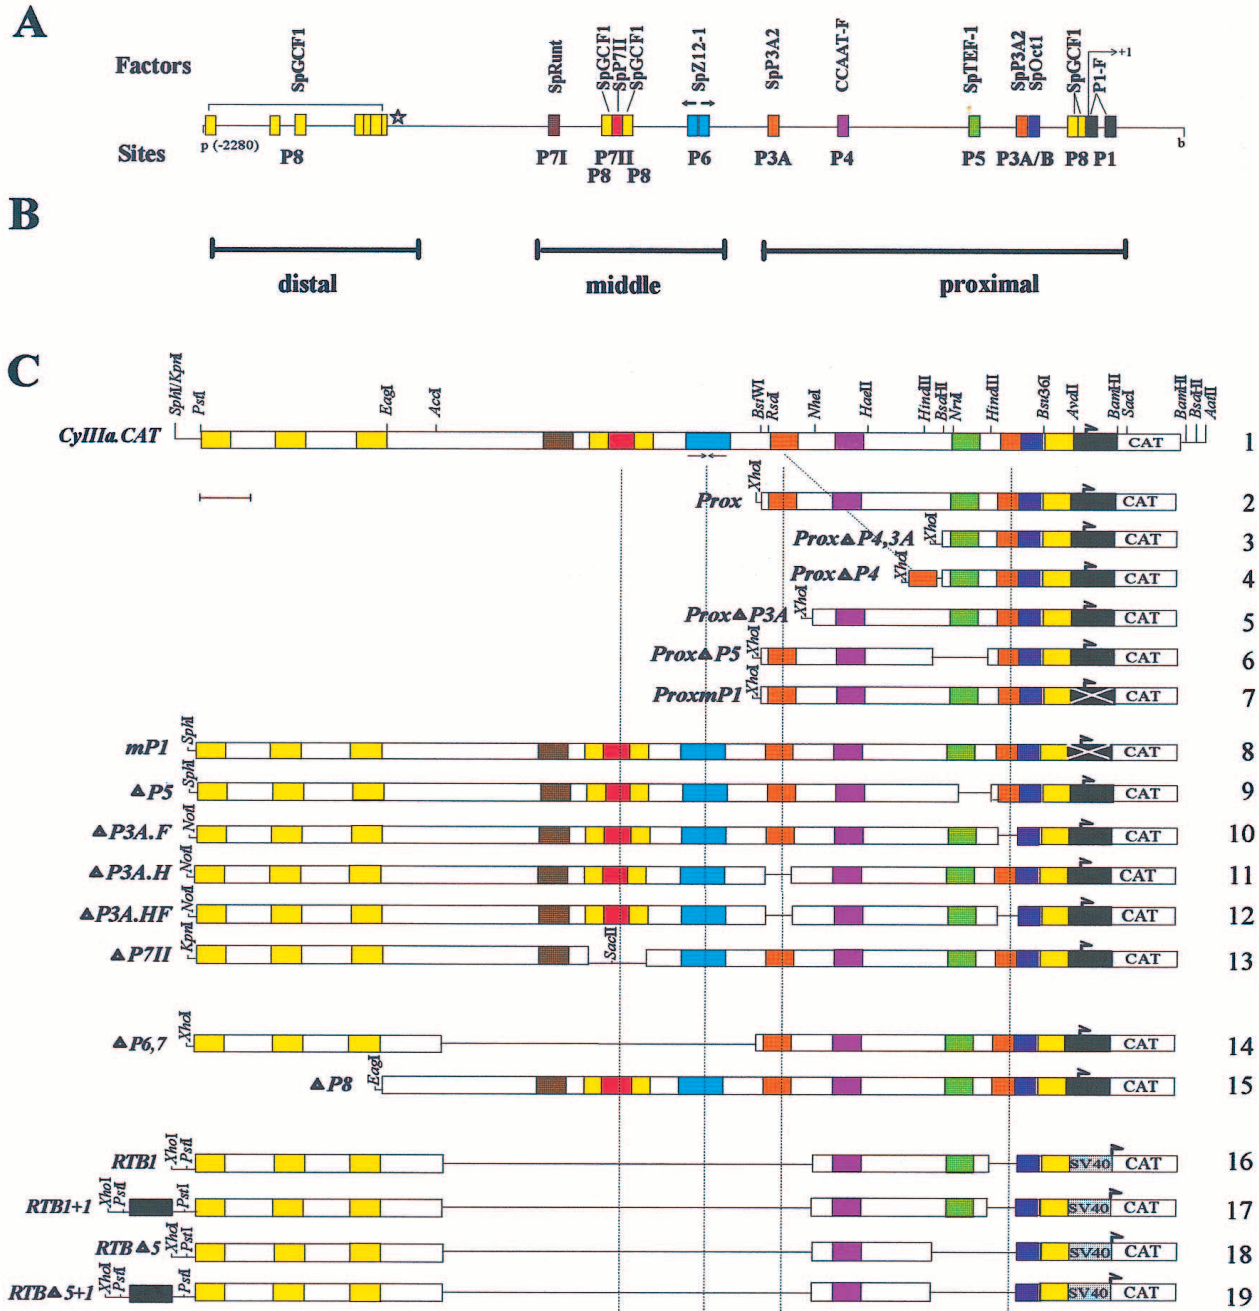 A
Factors
SpGCF1
SpRunt
SpGCF1
SpP7II
SpGCF1
SpZ12-1
SpP3A2
CCAAT-F
SpTEF-1
SpP3A2
SpOct1
SpGCF1
P1-F
+1
p (-2280)
b
Sites
P8
P7I
P7II
P6
P3A
P4
P5
P3A/B
P8
P1
P8
P8
B
distal
middle
proximal
C
SphI/KpnI
PstI
EagI
AccI
BsiWI
RsaI
NheI
HaeII
HindIII
BssHII
NruI
HindIII
Bsu36I
AvaII
BamHI
SacI
BamHI
BssHII
AatII
CyIIIa.CAT
CAT
1
XhoI
Prox
CAT
2
Prox▲P4,3A
XhoI
CAT
3
Prox▲P4
XhoI
CAT
4
Prox▲P3A
XhoI
CAT
5
Prox▲P5
XhoI
CAT
6
ProxmP1
XhoI
CAT
7
mP1
SphI
CAT
8
▲P5
SphI
CAT
9
▲P3A.F
NotI
CAT
10
▲P3A.H
NotI
CAT
11
▲P3A.HF
NotI
CAT
12
▲P7II
KpnI
SacII
CAT
13
▲P6,7
XhoI
CAT
14
▲P8
EagI
CAT
15
RTB1
XhoI
PstI
SV40
CAT
16
RTB1+1
XhoI
PstI
PstI
SV40
CAT
17
RTB▲5
XhoI
PstI
SV40
CAT
18
RTB▲5+1
XhoI
PstI
PstI
SV40
CAT
19